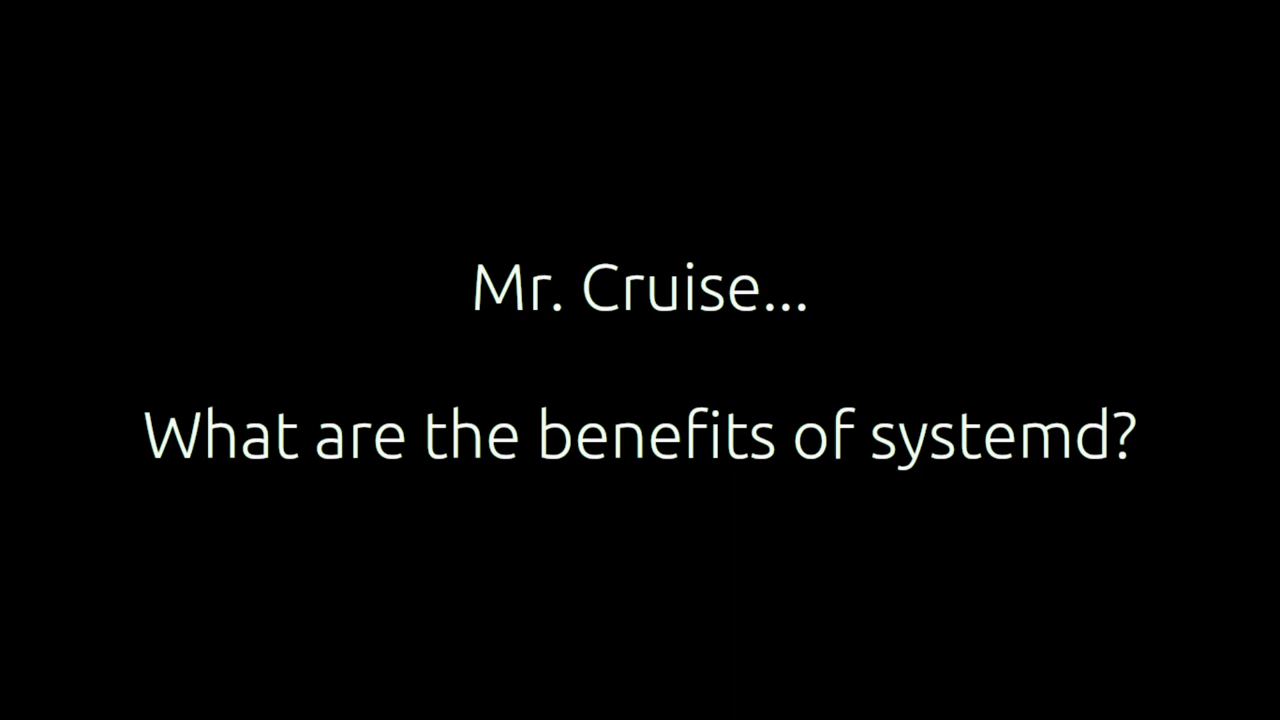 Mr. Cruise...
What are the benefits of systemd?